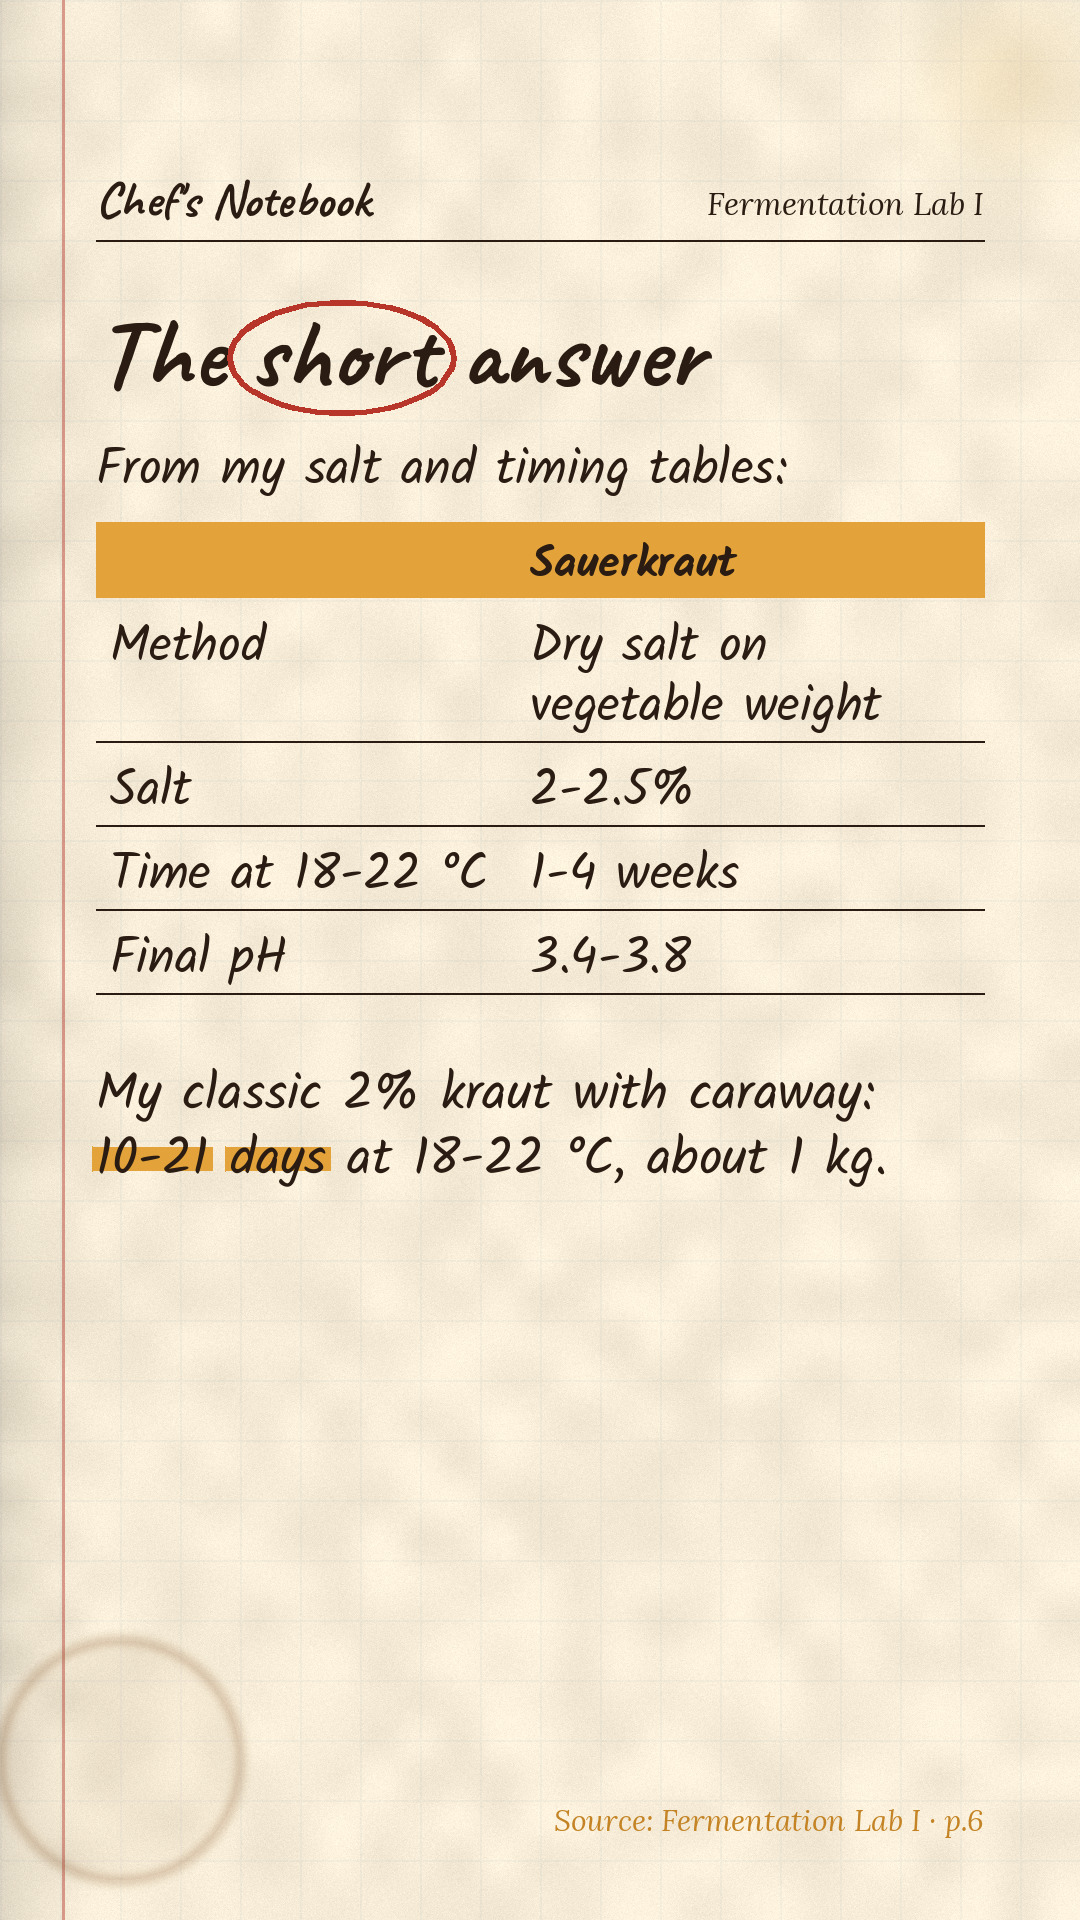 Chef's Notebook
Fermentation Lab I
The short answer
From my salt and timing tables:
Sauerkraut
Method Dry salt on
vegetable weight
Salt 2-2.5%
Time at 18-22 °C 1-4 weeks
Final pH 3.4-3.8
My classic 2% kraut with caraway:
10-21 days at 18-22 °C, about 1 kg.
Source: Fermentation Lab I · p.6